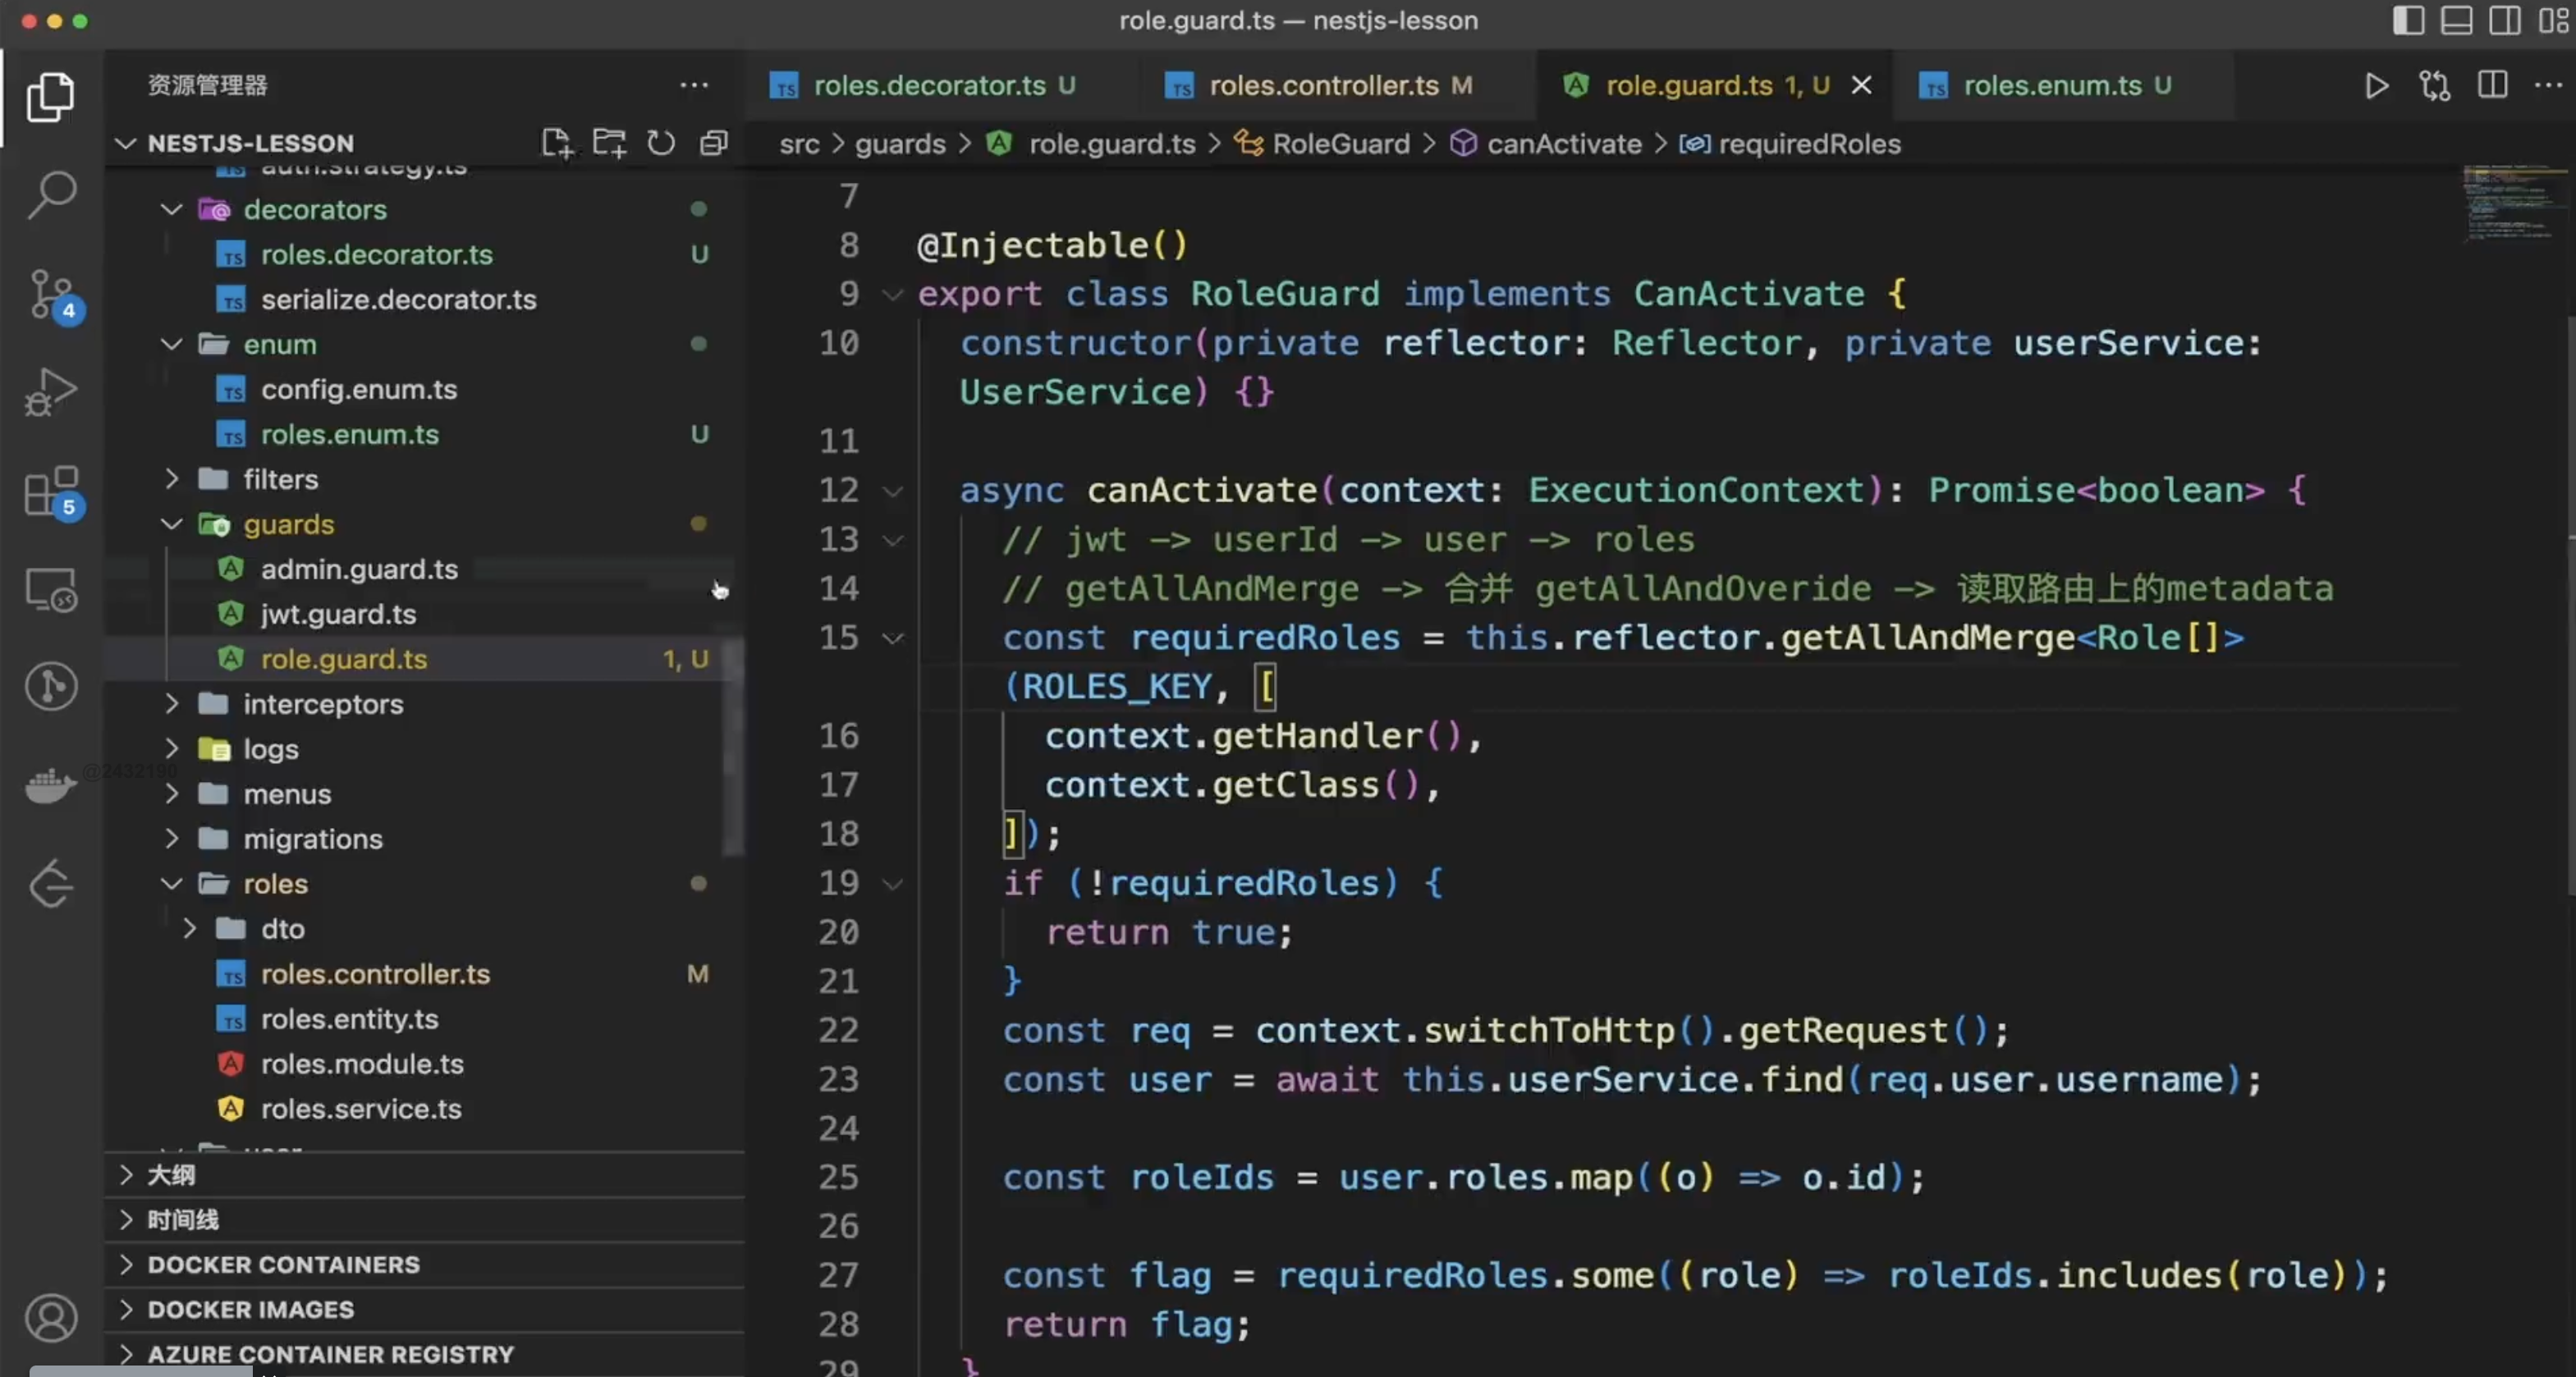 role.guard.ts — nestjs-lesson
资源管理器
NESTJS-LESSON
auth.strategy.ts
decorators
roles.decorator.ts U
serialize.decorator.ts
enum
config.enum.ts
roles.enum.ts U
filters
guards
admin.guard.ts
jwt.guard.ts
role.guard.ts 1, U
interceptors
logs
menus
migrations
roles
dto
roles.controller.ts M
roles.entity.ts
roles.module.ts
roles.service.ts
大纲
时间线
DOCKER CONTAINERS
DOCKER IMAGES
AZURE CONTAINER REGISTRY
4
5
@2432190
roles.decorator.ts U
roles.controller.ts M
role.guard.ts 1, U
roles.enum.ts U
src > guards > role.guard.ts > RoleGuard > canActivate > requiredRoles
7
8 @Injectable()
9 export class RoleGuard implements CanActivate {
10 constructor(private reflector: Reflector, private userService:
UserService) {}
11
12 async canActivate(context: ExecutionContext): Promise<boolean> {
13 // jwt -> userId -> user -> roles
14 // getAllAndMerge -> 合并 getAllAndOveride -> 读取路由上的metadata
15 const requiredRoles = this.reflector.getAllAndMerge<Role[]>
(ROLES_KEY, [
16 context.getHandler(),
17 context.getClass(),
18 ]);
19 if (!requiredRoles) {
20 return true;
21 }
22 const req = context.switchToHttp().getRequest();
23 const user = await this.userService.find(req.user.username);
24
25 const roleIds = user.roles.map((o) => o.id);
26
27 const flag = requiredRoles.some((role) => roleIds.includes(role));
28 return flag;
29 }